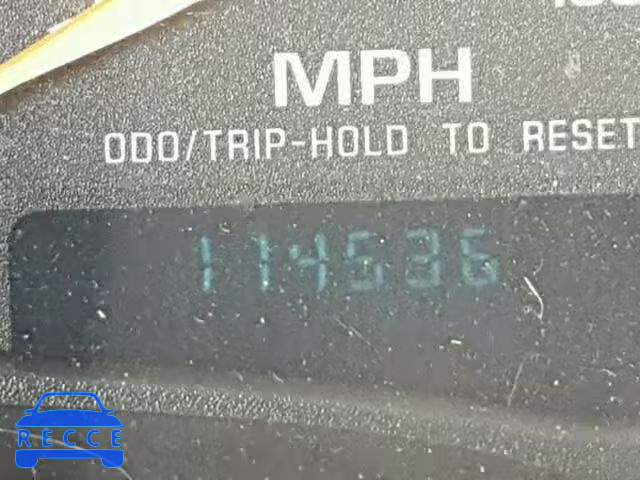 MPH
ODO/TRIP-HOLD TO RESET
114536
RECCE